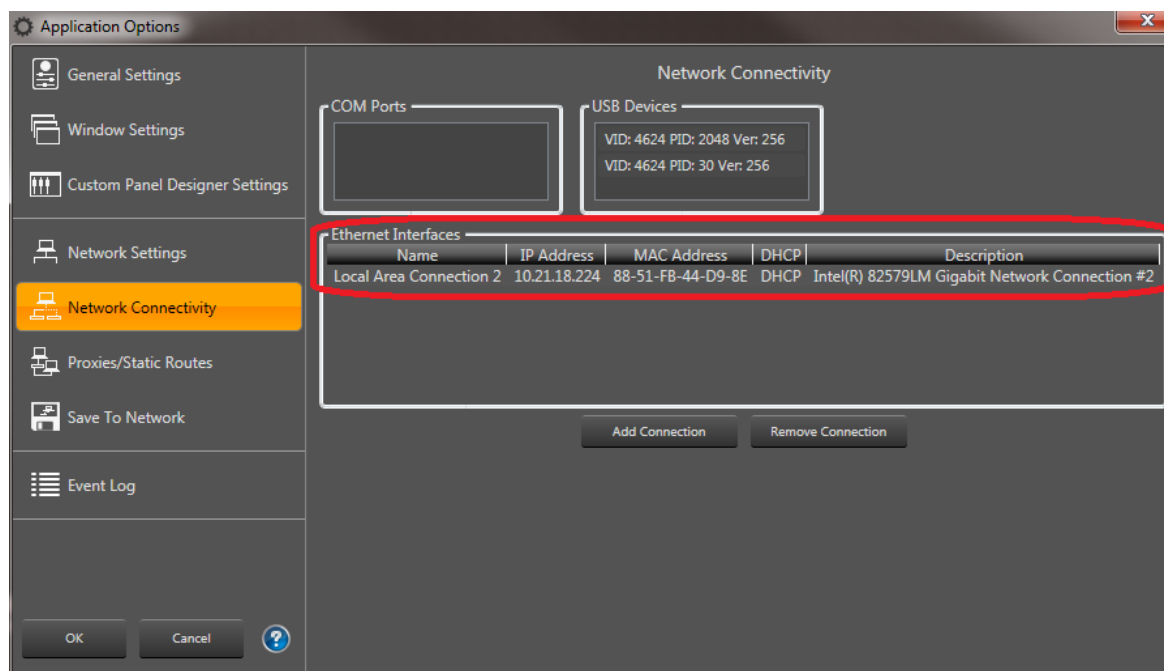 Application Options
General Settings
Window Settings
Custom Panel Designer Settings
Network Settings
Network Connectivity
Proxies/Static Routes
Save To Network
Event Log
OK Cancel ?
Network Connectivity
COM Ports
USB Devices
VID: 4624 PID: 2048 Ver: 256
VID: 4624 PID: 30 Ver: 256
Ethernet Interfaces
Name IP Address MAC Address DHCP Description
Local Area Connection 2 10.21.18.224 88-51-FB-44-D9-8E DHCP Intel(R) 82579LM Gigabit Network Connection #2
Add Connection Remove Connection